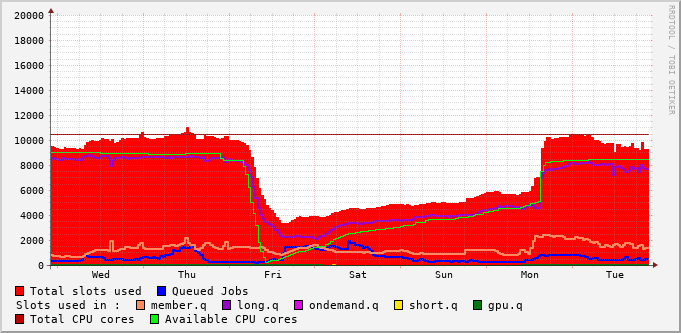 RRDTOOL / TOBI OETIKER
20000
18000
16000
14000
12000
10000
8000
6000
4000
2000
0
Wed Thu Fri Sat Sun Mon Tue
Total slots used Queued Jobs
Slots used in : member.q long.q ondemand.q short.q gpu.q
Total CPU cores Available CPU cores